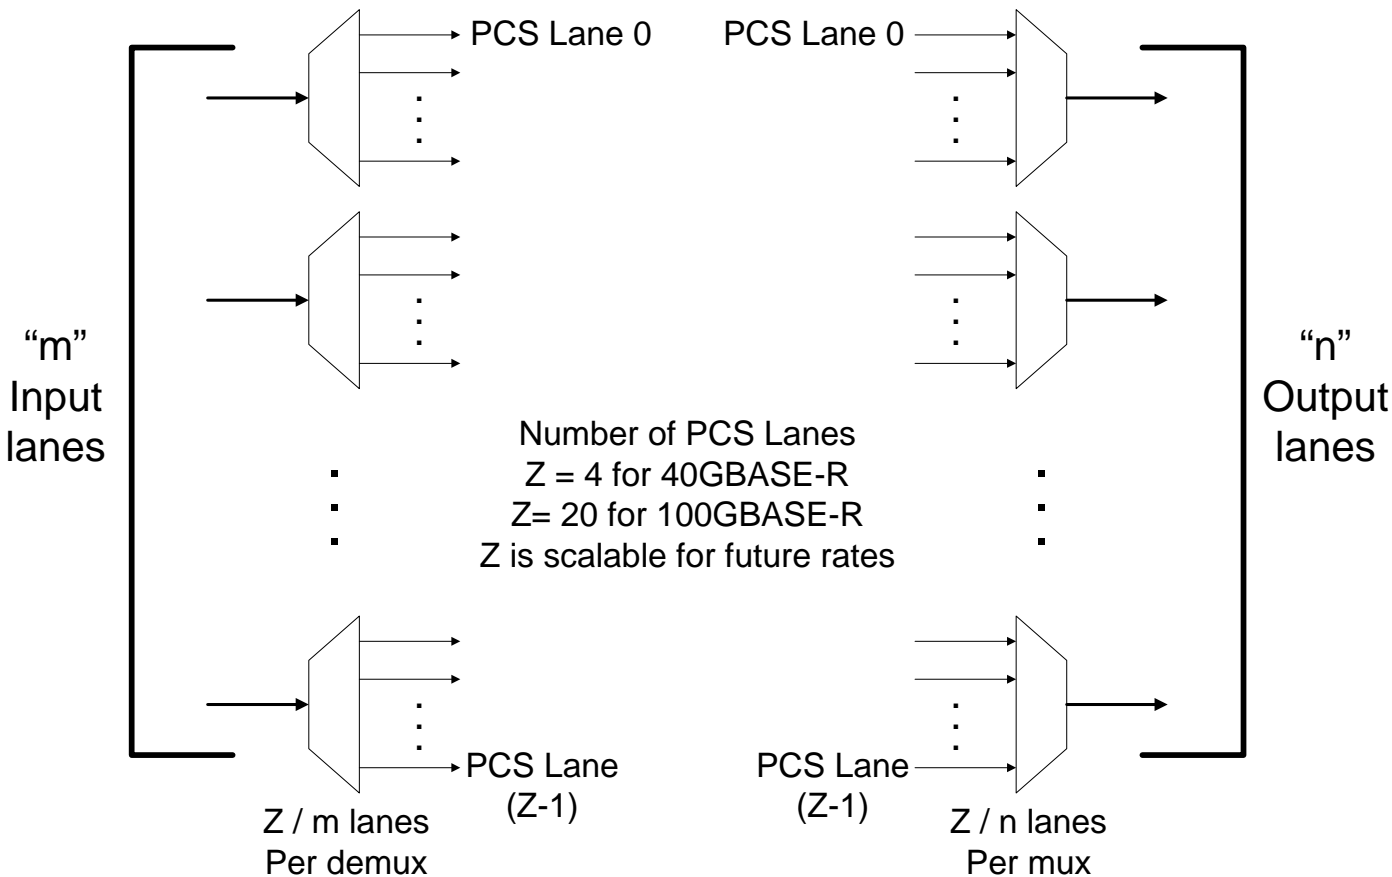 PCS Lane 0
PCS Lane 0
“m”
Input
lanes
“n”
Output
lanes
Number of PCS Lanes
Z = 4 for 40GBASE-R
Z= 20 for 100GBASE-R
Z is scalable for future rates
PCS Lane
(Z-1)
PCS Lane
(Z-1)
Z / m lanes
Per demux
Z / n lanes
Per mux